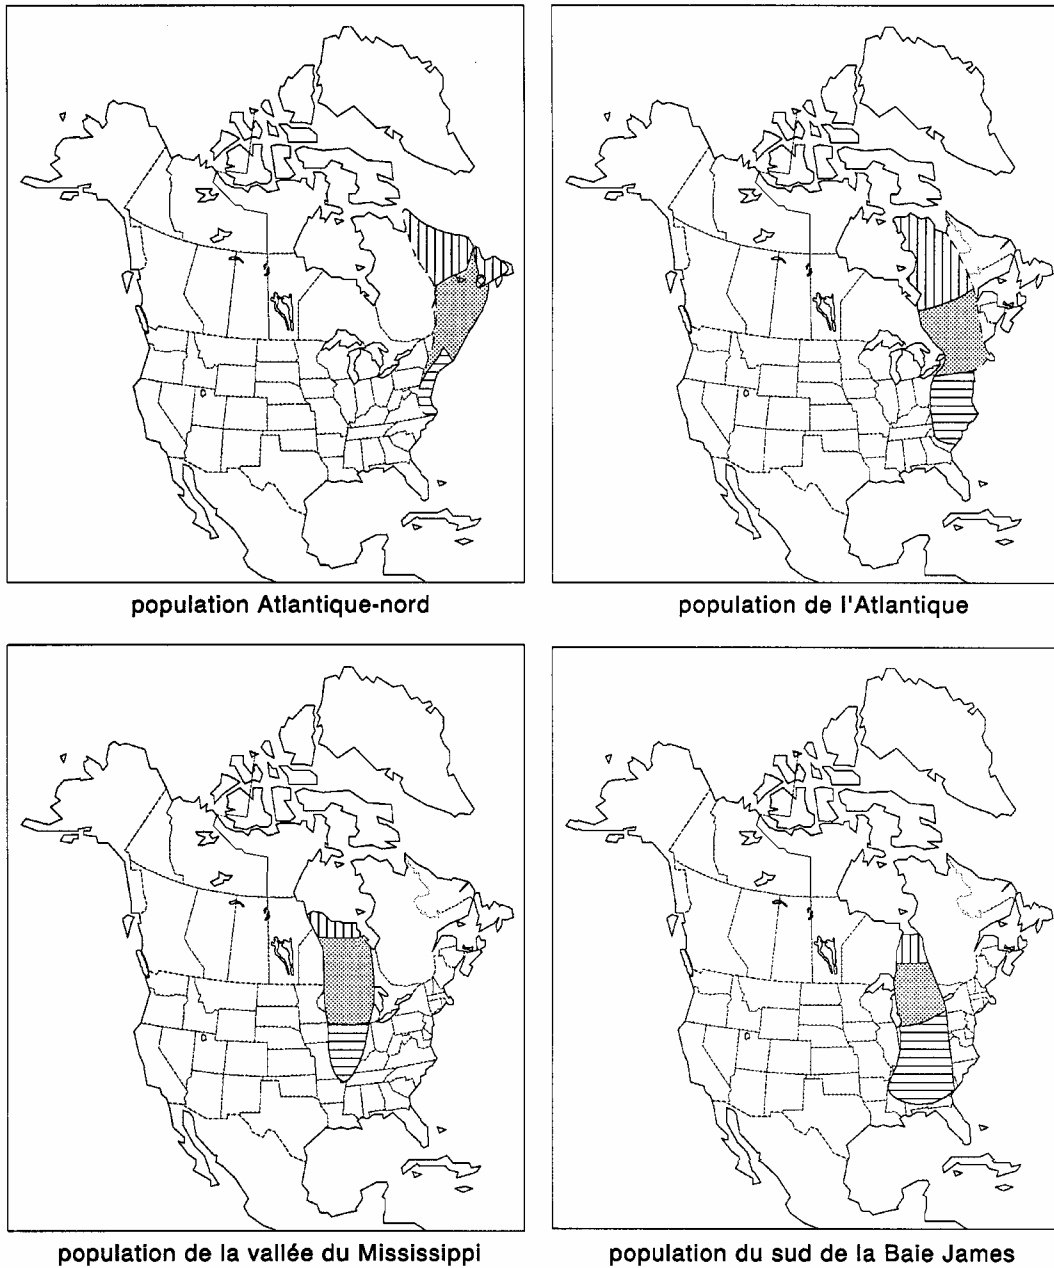 population Atlantique-nord
population de l'Atlantique
population de la vallée du Mississippi
population du sud de la Baie James